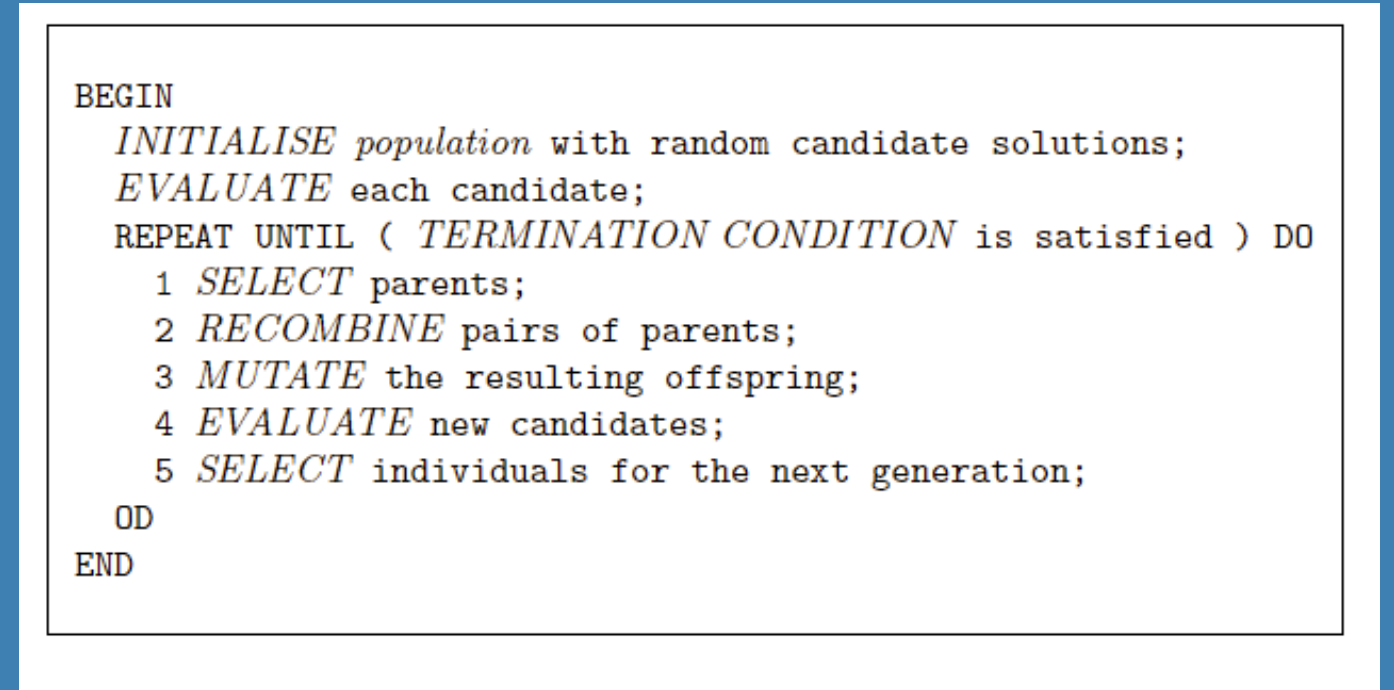 BEGIN
INITIALISE population with random candidate solutions;
EVALUATE each candidate;
REPEAT UNTIL ( TERMINATION CONDITION is satisfied ) DO
1 SELECT parents;
2 RECOMBINE pairs of parents;
3 MUTATE the resulting offspring;
4 EVALUATE new candidates;
5 SELECT individuals for the next generation;
OD
END